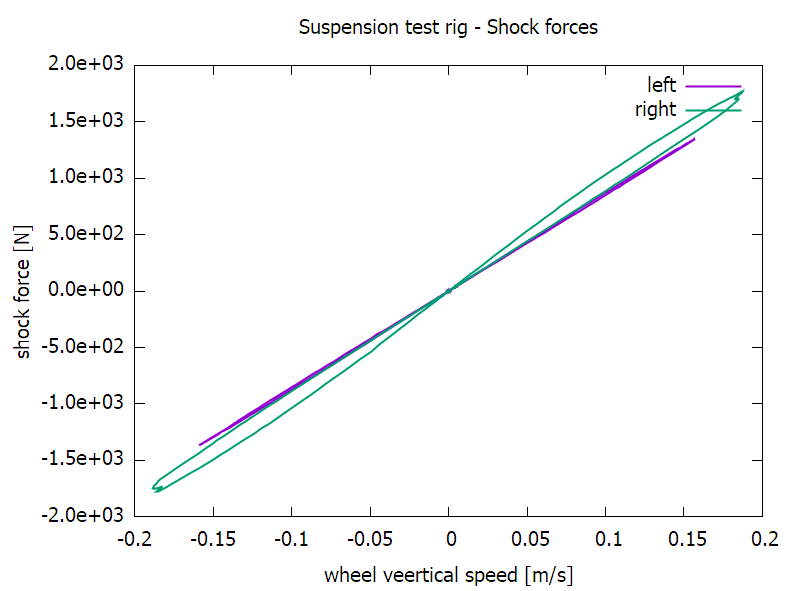 Suspension test rig - Shock forces
2.0e+03
1.5e+03
1.0e+03
5.0e+02
0.0e+00
-5.0e+02
-1.0e+03
-1.5e+03
-2.0e+03
shock force [N]
left
right
-0.2 -0.15 -0.1 -0.05 0 0.05 0.1 0.15 0.2
wheel veertical speed [m/s]